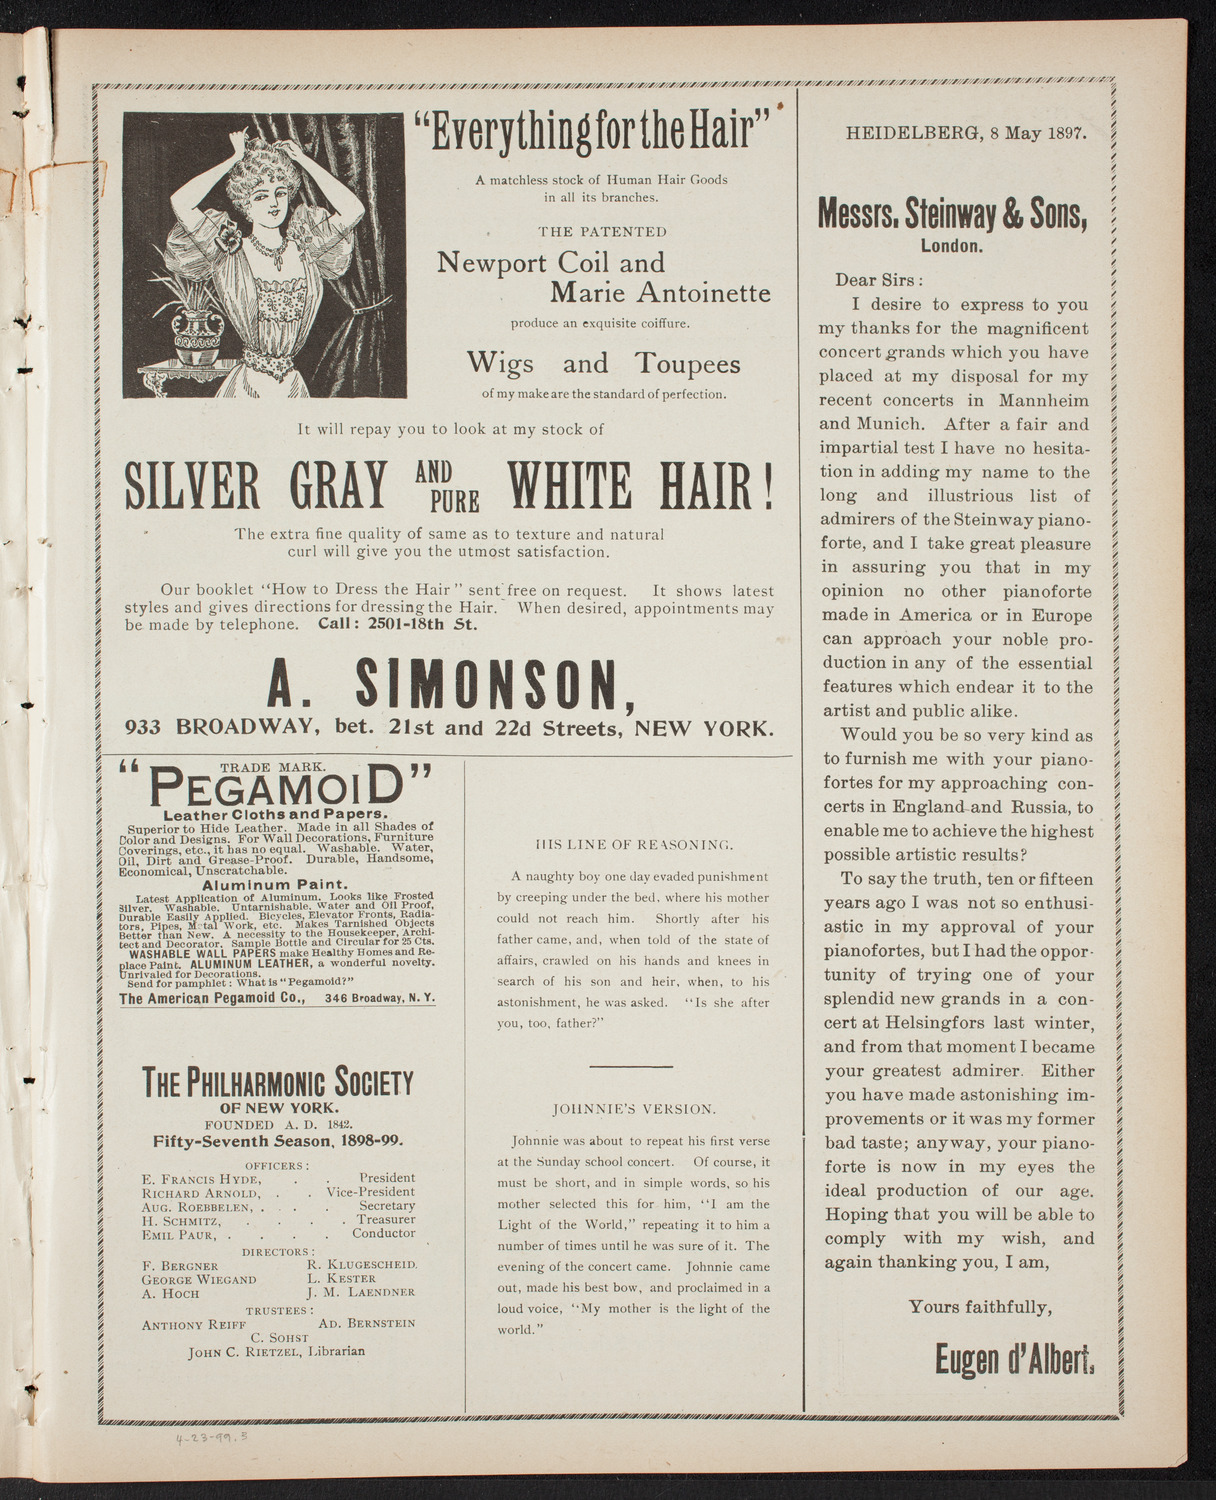 "Everything for the Hair"
A matchless stock of Human Hair Goods
in all its branches.
THE PATENTED
Newport Coil and
Marie Antoinette
produce an exquisite coiffure.
Wigs and Toupees
of my make are the standard of perfection.
It will repay you to look at my stock of
SILVER GRAY AND PURE WHITE HAIR!
The extra fine quality of same as to texture and natural
curl will give you the utmost satisfaction.
Our booklet "How to Dress the Hair" sent free on request. It shows latest
styles and gives directions for dressing the Hair. When desired, appointments may
be made by telephone. Call: 2501-18th St.
A. SIMONSON,
933 BROADWAY, bet. 21st and 22d Streets, NEW YORK.
TRADE MARK.
"PEGAMOID"
Leather Cloths and Papers.
Superior to Hide Leather. Made in all Shades of
Color and Designs. For Wall Decorations, Furniture
Coverings, etc., it has no equal. Washable. Water,
Oil, Dirt and Grease-Proof. Durable, Handsome,
Economical, Unscratchable.
Aluminum Paint.
Latest Application of Aluminum. Looks like Frosted
Silver. Washable. Untarnishable. Water and Oil Proof,
Durable Easily Applied. Bicycles, Elevator Fronts, Radia-
tors, Pipes, Metal Work, etc. Makes Tarnished Objects
Better than New. A necessity to the Housekeeper, Archi-
tect and Decorator. Sample Bottle and Circular for 25 Cts.
WASHABLE WALL PAPERS make Healthy Homes and Re-
place Paint. ALUMINUM LEATHER, a wonderful novelty.
Unrivaled for Decorations.
Send for pamphlet: What is "Pegamoid?"
The American Pegamoid Co., 346 Broadway, N. Y.
THE PHILHARMONIC SOCIETY
OF NEW YORK.
FOUNDED A. D. 1842.
Fifty-Seventh Season, 1898-99.
OFFICERS:
E. FRANCIS HYDE, . . President
RICHARD ARNOLD, . . Vice-President
AUG. ROEBBELEN, . . . Secretary
H. SCHMITZ, . . . . Treasurer
EMIL PAUR, . . . . Conductor
DIRECTORS:
F. BERGNER R. KLUGESCHEID.
GEORGE WIEGAND L. KESTER
A. HOCH J. M. LAENDNER
TRUSTEES:
ANTHONY REIFF AD. BERNSTEIN
C. SOHST
JOHN C. RIETZEL, Librarian
HIS LINE OF REASONING.
A naughty boy one day evaded punishment
by creeping under the bed, where his mother
could not reach him. Shortly after his
father came, and, when told of the state of
affairs, crawled on his hands and knees in
search of his son and heir, when, to his
astonishment, he was asked. "Is she after
you, too, father?"
JOHNNIE'S VERSION.
Johnnie was about to repeat his first verse
at the Sunday school concert. Of course, it
must be short, and in simple words, so his
mother selected this for him, "I am the
Light of the World," repeating it to him a
number of times until he was sure of it. The
evening of the concert came. Johnnie came
out, made his best bow, and proclaimed in a
loud voice, "My mother is the light of the
world."
HEIDELBERG, 8 May 1897.
Messrs. Steinway & Sons,
London.
Dear Sirs:
I desire to express to you
my thanks for the magnificent
concert grands which you have
placed at my disposal for my
recent concerts in Mannheim
and Munich. After a fair and
impartial test I have no hesita-
tion in adding my name to the
long and illustrious list of
admirers of the Steinway piano-
forte, and I take great pleasure
in assuring you that in my
opinion no other pianoforte
made in America or in Europe
can approach your noble pro-
duction in any of the essential
features which endear it to the
artist and public alike.
Would you be so very kind as
to furnish me with your piano-
fortes for my approaching con-
certs in England and Russia, to
enable me to achieve the highest
possible artistic results?
To say the truth, ten or fifteen
years ago I was not so enthusi-
astic in my approval of your
pianofortes, but I had the oppor-
tunity of trying one of your
splendid new grands in a con-
cert at Helsingfors last winter,
and from that moment I became
your greatest admirer. Either
you have made astonishing im-
provements or it was my former
bad taste; anyway, your piano-
forte is now in my eyes the
ideal production of our age.
Hoping that you will be able to
comply with my wish, and
again thanking you, I am,
Yours faithfully,
Eugen d'Albert.
4-23-99.3